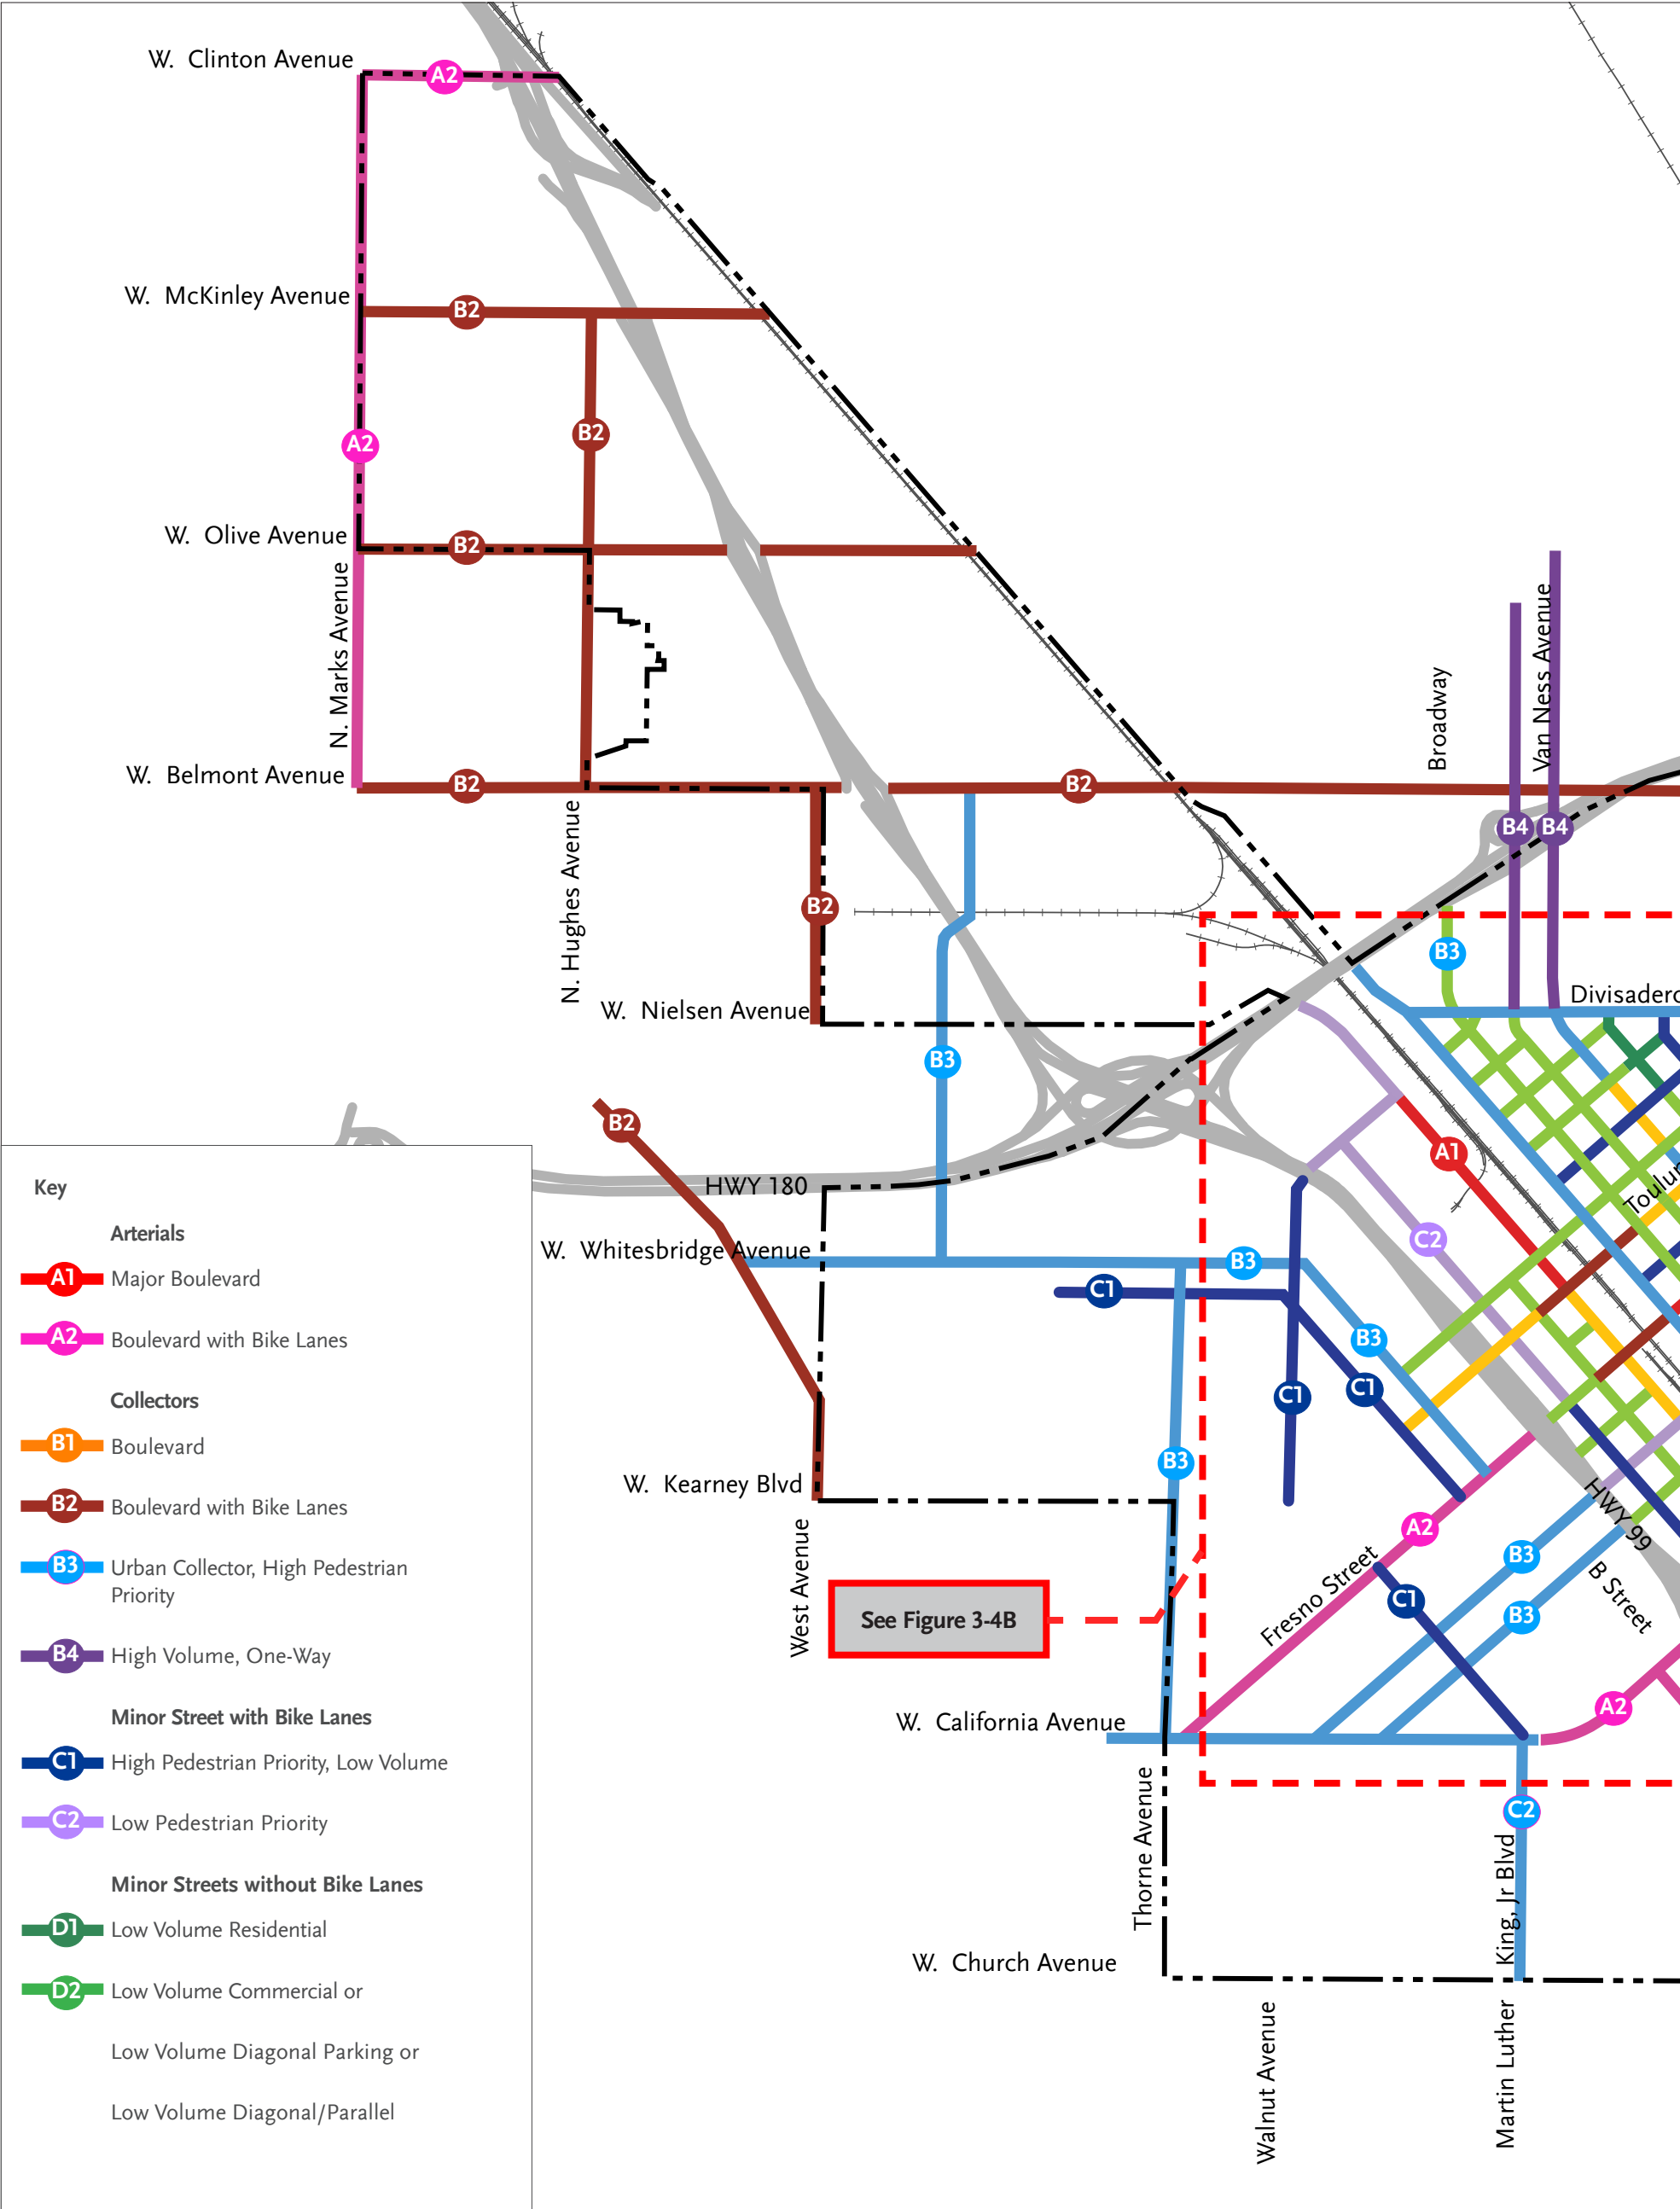 W. Clinton Avenue
A2
W. McKinley Avenue
B2
B2
A2
W. Olive Avenue
B2
N. Marks Avenue
Van Ness Avenue
Broadway
W. Belmont Avenue
B2
B2
N. Hughes Avenue
B4
B4
B2
B3
Divisadero
W. Nielsen Avenue
B3
B2
A1
HWY 180
C2
W. Whitesbridge Avenue
B3
C1
B3
C1
C1
B3
W. Kearney Blvd
West Avenue
HWY 99
A2
Fresno Street
B3
B Street
C1
B3
See Figure 3-4B
A2
W. California Avenue
Thorne Avenue
C2
King, Jr Blvd
Martin Luther
W. Church Avenue
Walnut Avenue
Key
Arterials
A1 Major Boulevard
A2 Boulevard with Bike Lanes
Collectors
B1 Boulevard
B2 Boulevard with Bike Lanes
B3 Urban Collector, High Pedestrian
Priority
B4 High Volume, One-Way
Minor Street with Bike Lanes
C1 High Pedestrian Priority, Low Volume
C2 Low Pedestrian Priority
Minor Streets without Bike Lanes
D1 Low Volume Residential
D2 Low Volume Commercial or
Low Volume Diagonal Parking or
Low Volume Diagonal/Parallel